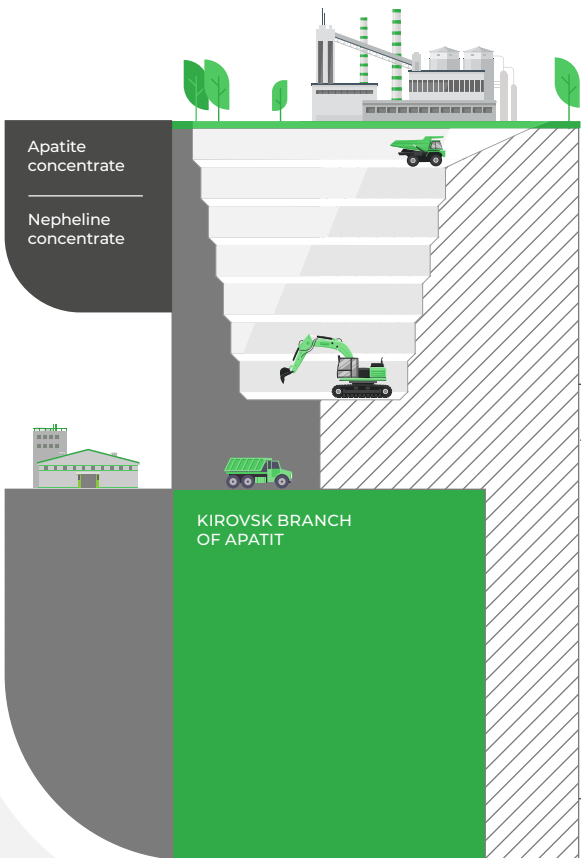 Apatite
concentrate
Nepheline
concentrate
KIROVSK BRANCH
OF APATIT